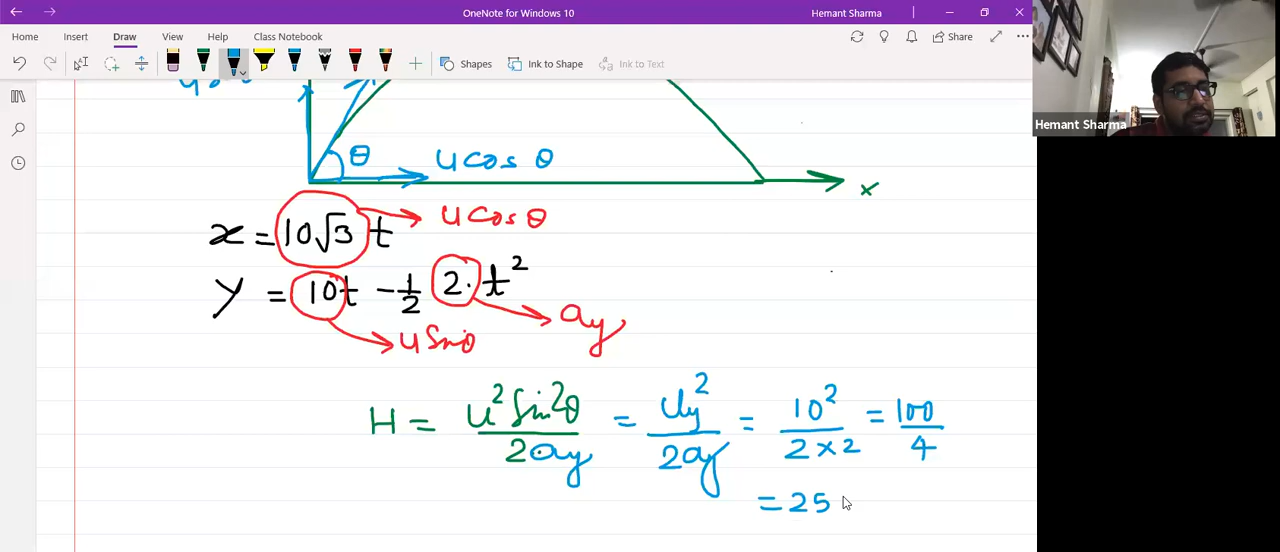 OneNote for Windows 10
Hemant Sharma
Home Insert Draw View Help Class Notebook
Share
Shapes Ink to Shape Ink to Text
Hemant Sharma
θ
u cos θ
x
x = 10√3 t
u cos θ
y = 10t - 1/2 2. t²
ay
u Sinθ
H = u² Sin²θ / 2ay = uy² / 2ay = 10² / 2 × 2 = 100 / 4
= 25